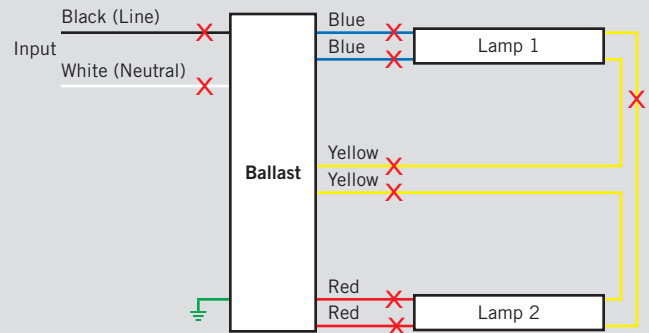 Black (Line)
Input
White (Neutral)
Blue
Blue
Lamp 1
Yellow
Ballast
Yellow
Red
Red
Lamp 2